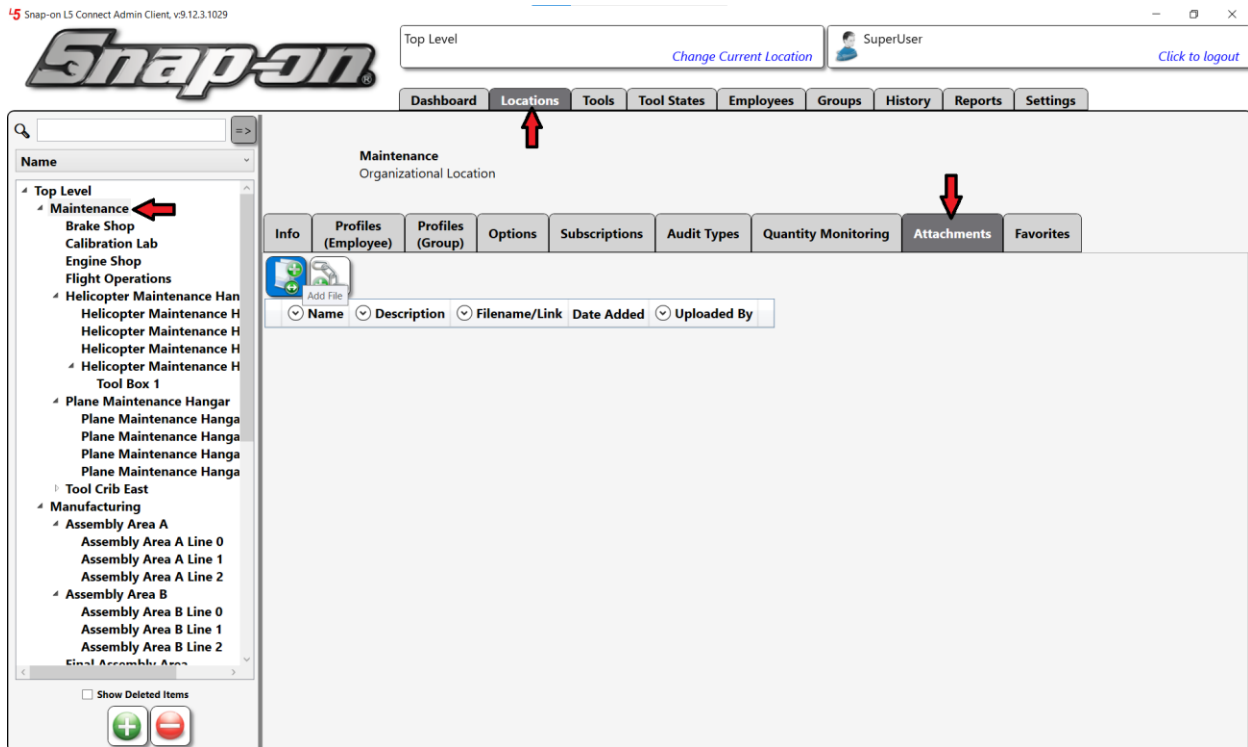 L5 Snap-on L5 Connect Admin Client, v:9.12.3.1029
Snap-on®
Top Level
Change Current Location
SuperUser
Click to logout
Dashboard Locations Tools Tool States Employees Groups History Reports Settings
=>
Name
Top Level
Maintenance
Brake Shop
Calibration Lab
Engine Shop
Flight Operations
Helicopter Maintenance Han
Helicopter Maintenance H
Helicopter Maintenance H
Helicopter Maintenance H
Helicopter Maintenance H
Tool Box 1
Plane Maintenance Hangar
Plane Maintenance Hanga
Plane Maintenance Hanga
Plane Maintenance Hanga
Plane Maintenance Hanga
Tool Crib East
Manufacturing
Assembly Area A
Assembly Area A Line 0
Assembly Area A Line 1
Assembly Area A Line 2
Assembly Area B
Assembly Area B Line 0
Assembly Area B Line 1
Assembly Area B Line 2
Final Assembly Area
Show Deleted Items
Maintenance
Organizational Location
Info Profiles (Employee) Profiles (Group) Options Subscriptions Audit Types Quantity Monitoring Attachments Favorites
Add File
Name Description Filename/Link Date Added Uploaded By